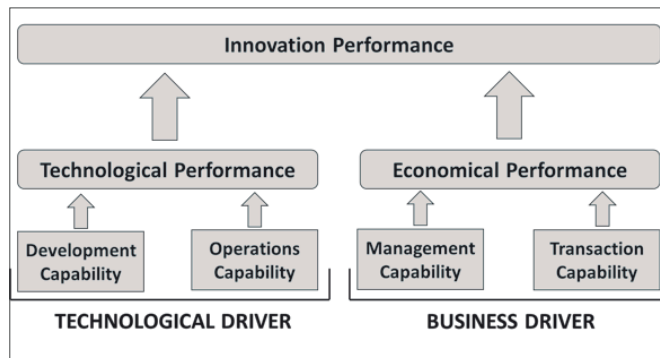 Innovation Performance
Technological Performance
Economical Performance
Development
Capability
Operations
Capability
Management
Capability
Transaction
Capability
TECHNOLOGICAL DRIVER
BUSINESS DRIVER